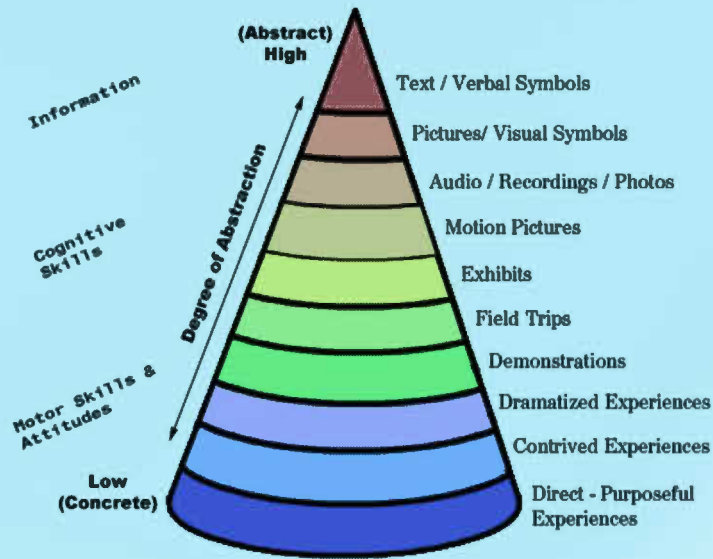 (Abstract)
High
Information
Text / Verbal Symbols
Pictures/ Visual Symbols
Audio / Recordings / Photos
Cognitive
Skills
Degree of Abstraction
Motion Pictures
Exhibits
Field Trips
Demonstrations
Motor Skills &
Attitudes
Dramatized Experiences
Contrived Experiences
Low
(Concrete)
Direct - Purposeful
Experiences